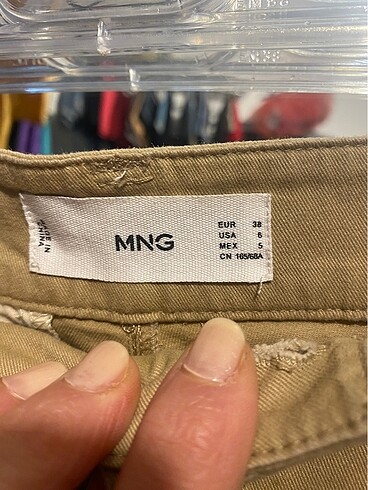 MADE IN
CHINA
MNG
EUR 38
USA 6
MEX 5
CN 165/68A